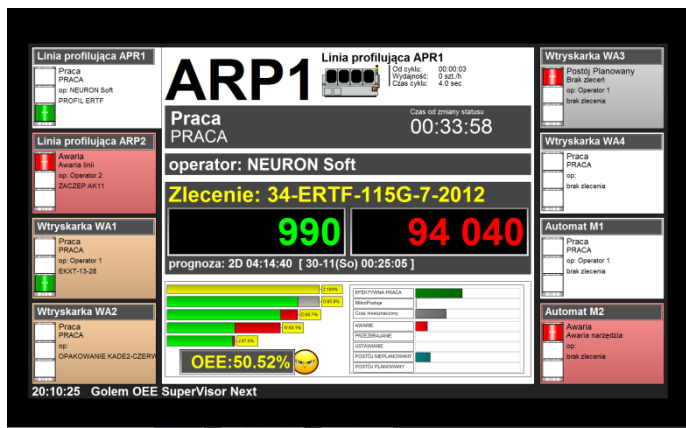 Linia profilująca APR1
Praca
PRACA
op: NEURON Soft
PROFIL ERTF
Linia profilująca ARP2
Awaria
Awaria linii
op: Operator 2
ZACZEP AK11
Wtryskarka WA1
Praca
PRACA
op: Operator 1
EKXT-13-28
Wtryskarka WA2
Praca
PRACA
op:
OPAKOWANIE KADE2-CZERW
ARP1
Linia profilująca APR1
Od cyklu: 00:00:03
Wydajność: 0 szt./h
Czas cyklu: 4.0 sec
Praca
PRACA
Czas od zmiany statusu
00:33:58
operator: NEURON Soft
Zlecenie: 34-ERTF-115G-7-2012
990
94 040
prognoza: 2D 04:14:40 [ 30-11(So) 00:25:05 ]
OEE:50.52%
EFEKTYWNA PRACA
MikroPostoje
Czas nieoznaczony
AWARIE
PRZEZBRAJANIE
USTAWIANIE
POSTÓJ NIEPLANOWANY
POSTÓJ PLANOWANY
Wtryskarka WA3
Postój Planowany
Brak zleceń
op: Operator 1
brak zlecenia
Wtryskarka WA4
Praca
PRACA
op:
brak zlecenia
Automat M1
Praca
PRACA
op: Operator 1
brak zlecenia
Automat M2
Awaria
Awaria narzędzia
op:
brak zlecenia
20:10:25 Golem OEE SuperVisor Next